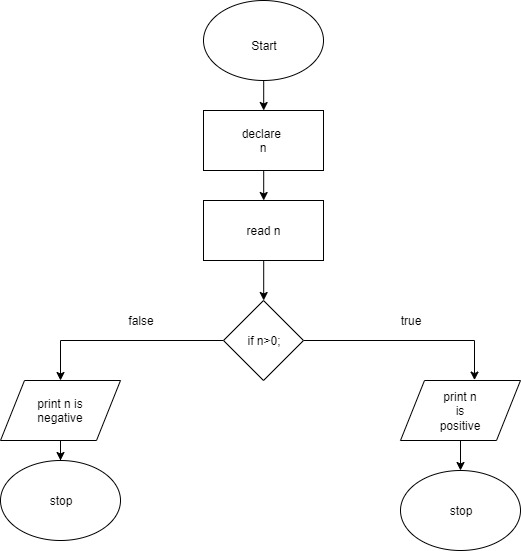 Start
declare
n
read n
if n>0;
false
true
print n is
negative
print n
is
positive
stop
stop